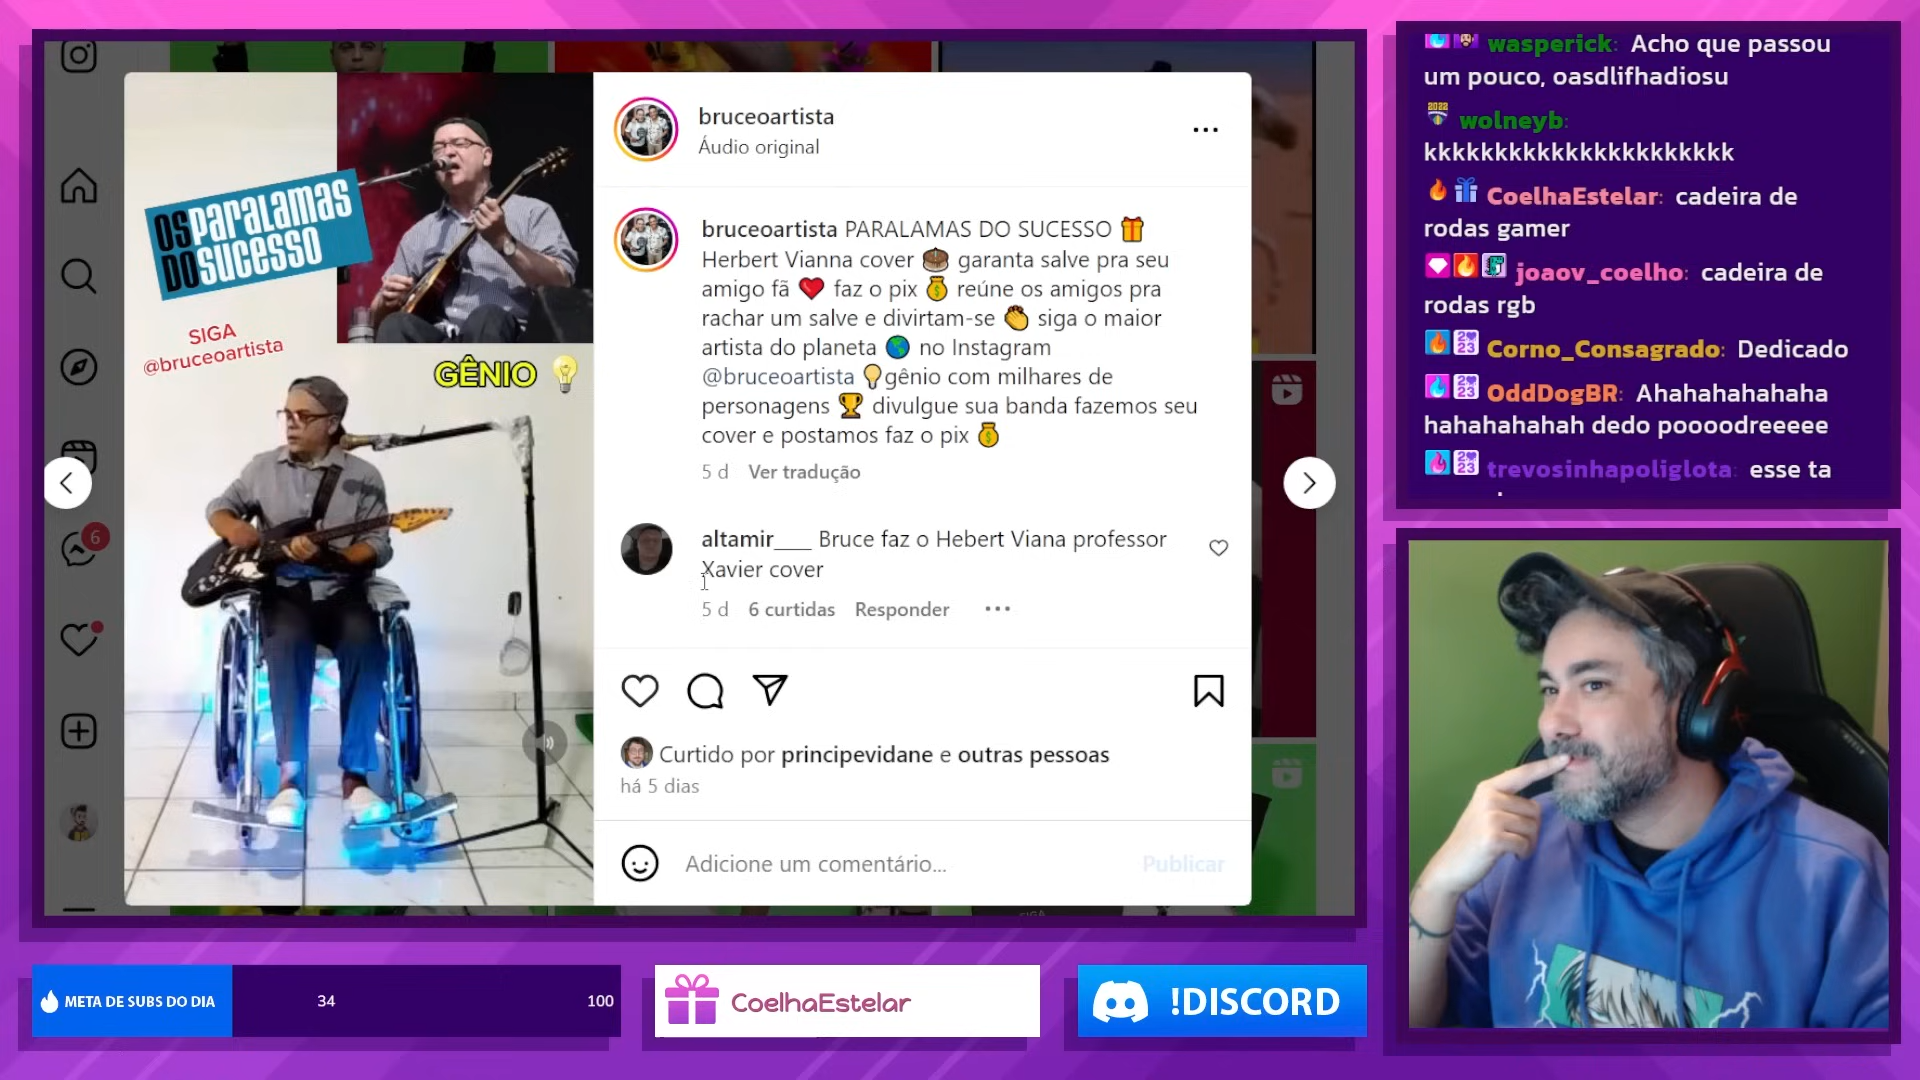 OS PARALAMAS
DO SUCESSO
SIGA
@bruceoartista
GÊNIO
bruceoartista
Áudio original
bruceoartista PARALAMAS DO SUCESSO 🎁
Herbert Vianna cover 🎂 garanta salve pra seu
amigo fã ❤️ faz o pix 💰 reúne os amigos pra
rachar um salve e divirtam-se 👏 siga o maior
artista do planeta 🌎 no Instagram
@bruceoartista 💡gênio com milhares de
personagens 🏆 divulgue sua banda fazemos seu
cover e postamos faz o pix 💰
5 d Ver tradução
altamir____ Bruce faz o Hebert Viana professor
Xavier cover
5 d 6 curtidas Responder
Curtido por principevidane e outras pessoas
há 5 dias
Adicione um comentário...
Publicar
6
wasperick: Acho que passou
um pouco, oasdlifhadiosu
wolneyb:
kkkkkkkkkkkkkkkkkkkkkk
CoelhaEstelar: cadeira de
rodas gamer
joaov_coelho: cadeira de
rodas rgb
Corno_Consagrado: Dedicado
OddDogBR: Ahahahahahaha
hahahahahah dedo poooodreeeee
trevosinhapoliglota: esse ta
META DE SUBS DO DIA
34
100
CoelhaEstelar
!DISCORD